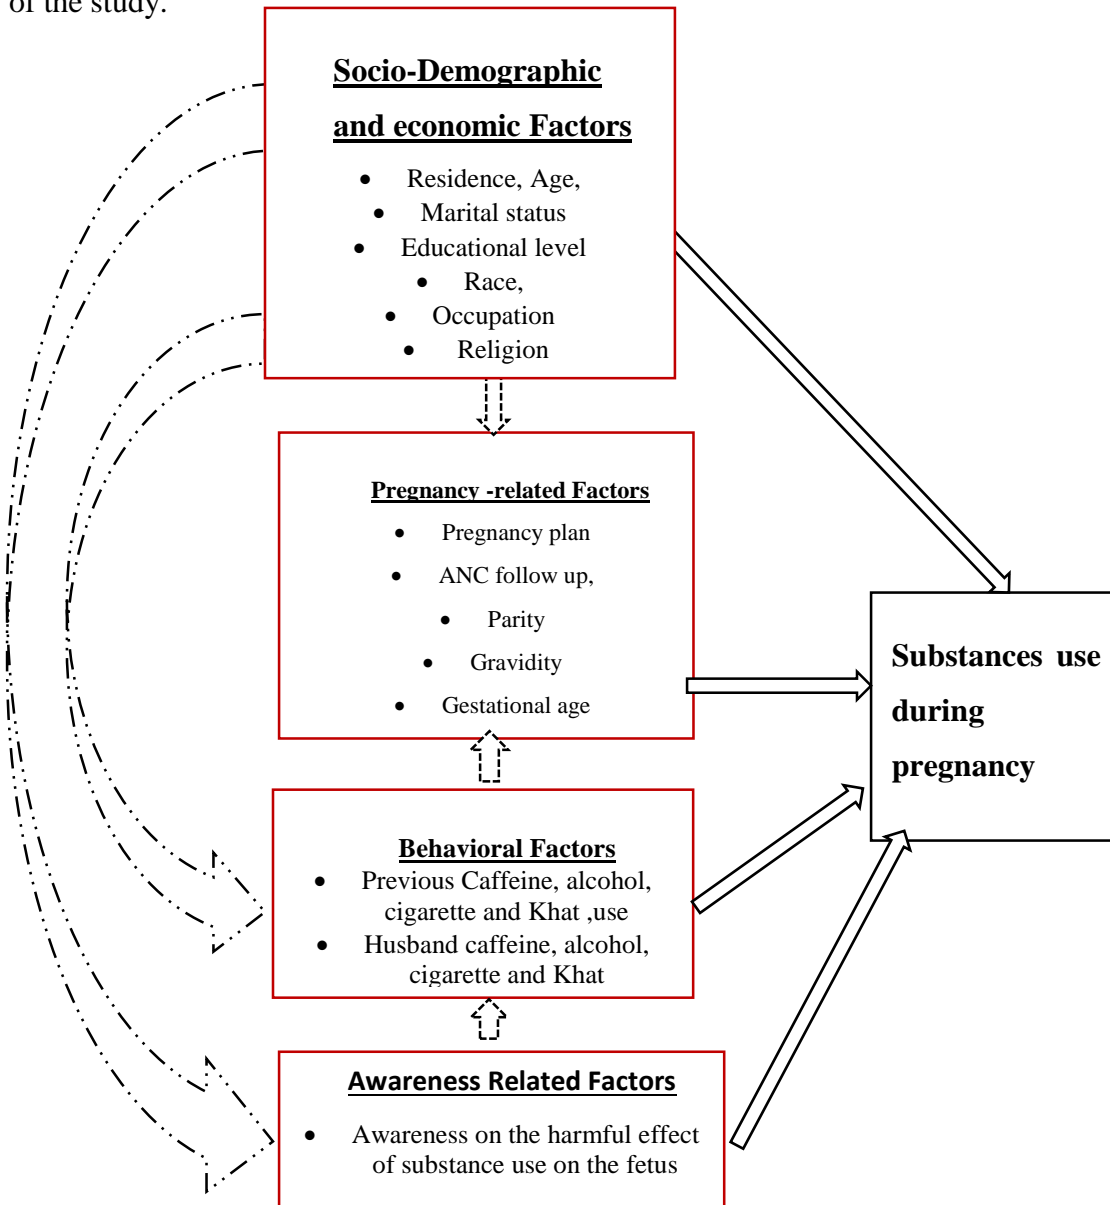 of the study.
Socio-Demographic
and economic Factors
• Residence, Age,
• Marital status
• Educational level
• Race,
• Occupation
• Religion
Pregnancy -related Factors
• Pregnancy plan
• ANC follow up,
• Parity
• Gravidity
• Gestational age
Substances use
during
pregnancy
Behavioral Factors
• Previous Caffeine, alcohol,
cigarette and Khat ,use
• Husband caffeine, alcohol,
cigarette and Khat
Awareness Related Factors
• Awareness on the harmful effect
of substance use on the fetus